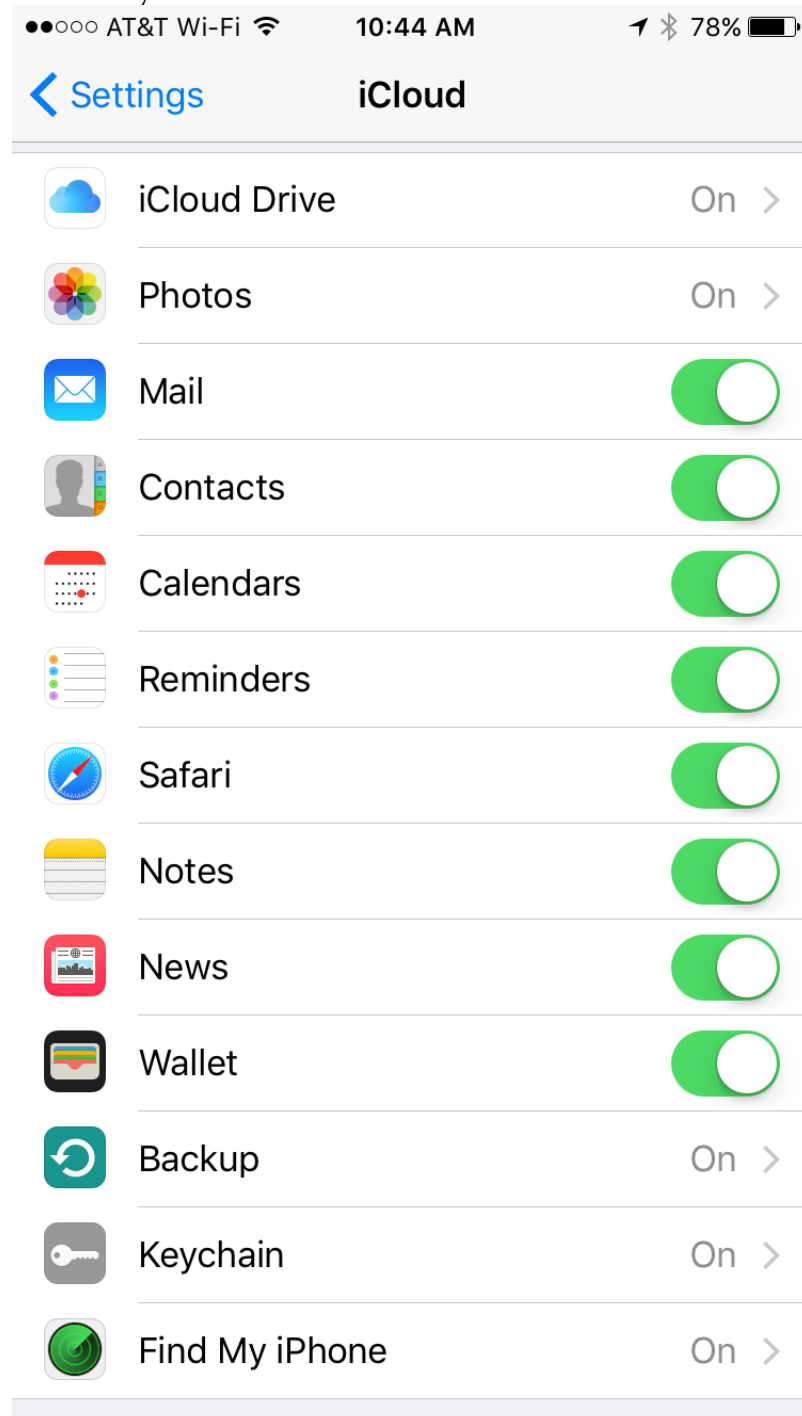 AT&T Wi-Fi 10:44 AM 78%
Settings iCloud
iCloud Drive On
Photos On
Mail
Contacts
Calendars
Reminders
Safari
Notes
News
Wallet
Backup On
Keychain On
Find My iPhone On